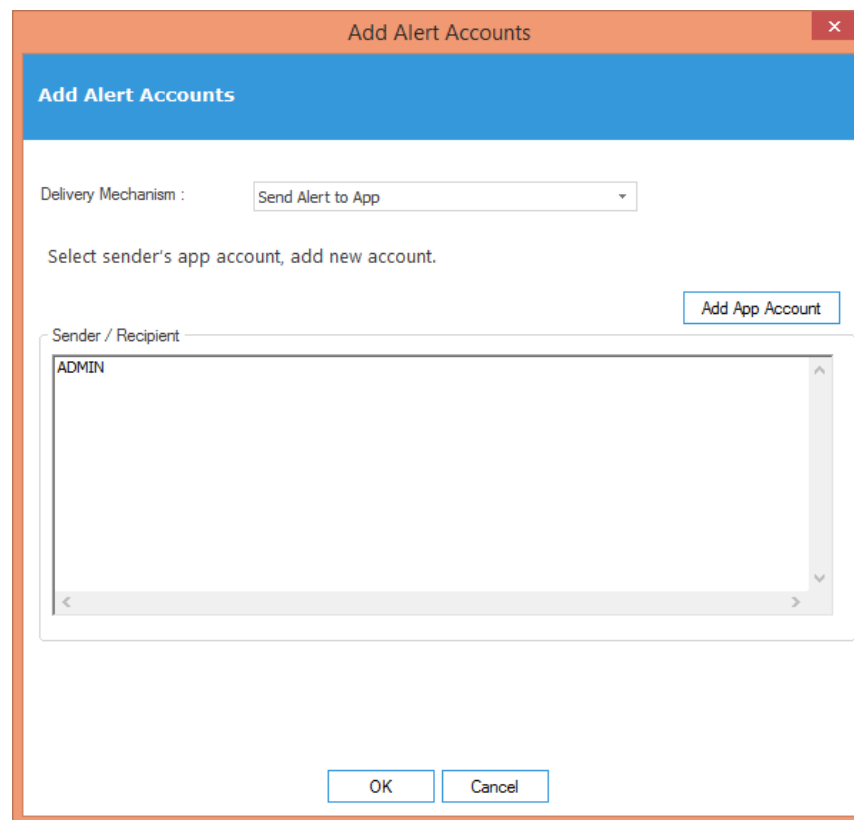 Add Alert Accounts
Add Alert Accounts
Delivery Mechanism :
Send Alert to App
Select sender's app account, add new account.
Add App Account
Sender / Recipient
ADMIN
OK
Cancel